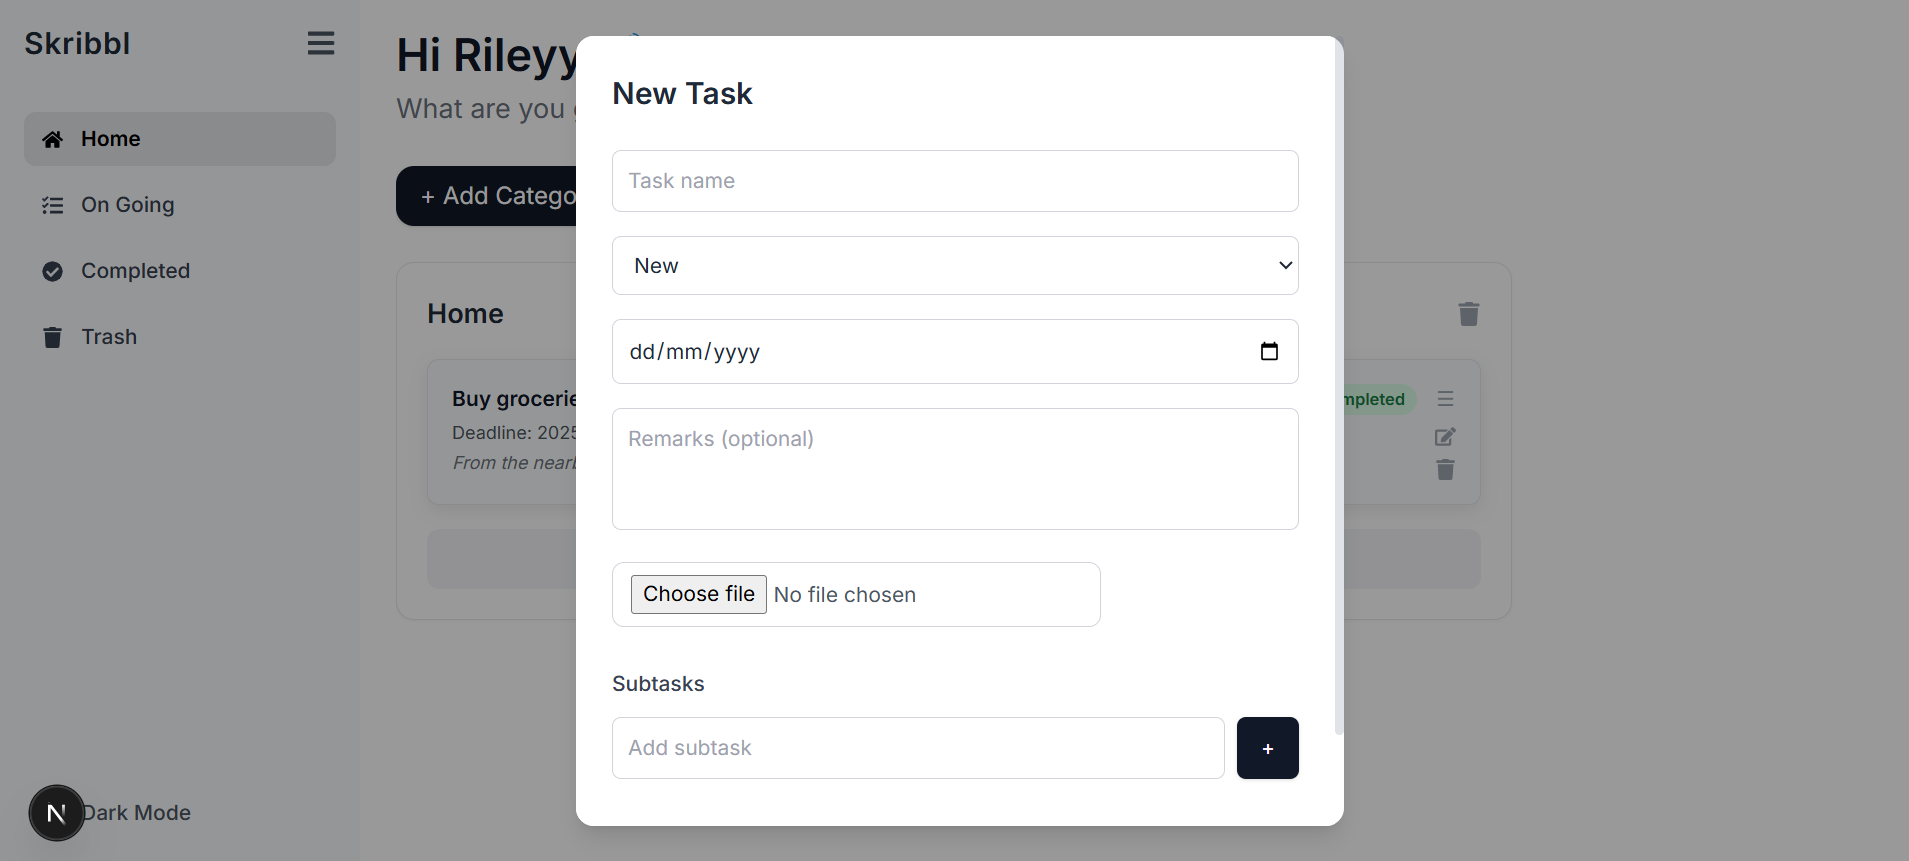 Skribbl
Home
On Going
Completed
Trash
N
Dark Mode
Hi Rileyy
What are you
+ Add Catego
Home
Buy grocerie
Deadline: 2025
From the nearb
mpleted
New Task
Task name
New
dd/mm/yyyy
Remarks (optional)
Choose file No file chosen
Subtasks
Add subtask
+